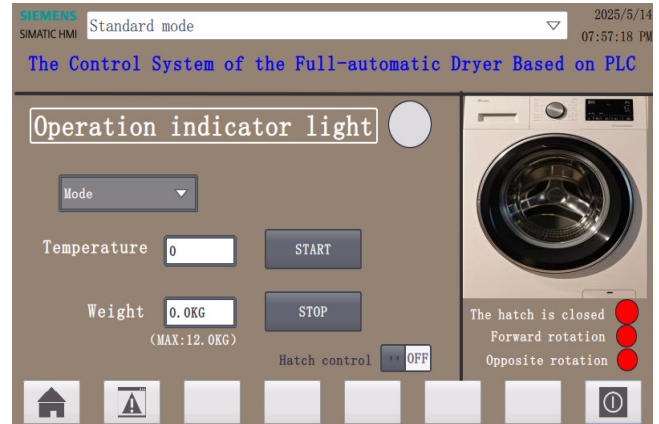 SIEMENS
SIMATIC HMI
Standard mode
2025/5/14
07:57:18 PM
The Control System of the Full-automatic Dryer Based on PLC
Operation indicator light
Mode
Temperature 0 START
Weight 0.0KG STOP
(MAX:12.0KG)
Hatch control OFF
The hatch is closed
Forward rotation
Opposite rotation